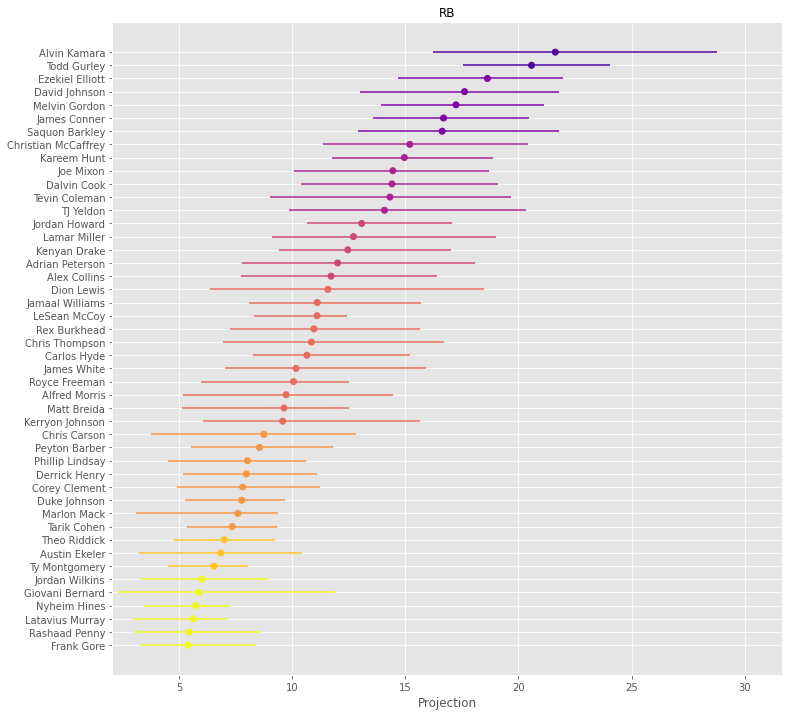 RB
Alvin Kamara
Todd Gurley
Ezekiel Elliott
David Johnson
Melvin Gordon
James Conner
Saquon Barkley
Christian McCaffrey
Kareem Hunt
Joe Mixon
Dalvin Cook
Tevin Coleman
TJ Yeldon
Jordan Howard
Lamar Miller
Kenyan Drake
Adrian Peterson
Alex Collins
Dion Lewis
Jamaal Williams
LeSean McCoy
Rex Burkhead
Chris Thompson
Carlos Hyde
James White
Royce Freeman
Alfred Morris
Matt Breida
Kerryon Johnson
Chris Carson
Peyton Barber
Phillip Lindsay
Derrick Henry
Corey Clement
Duke Johnson
Marlon Mack
Tarik Cohen
Theo Riddick
Austin Ekeler
Ty Montgomery
Jordan Wilkins
Giovani Bernard
Nyheim Hines
Latavius Murray
Rashaad Penny
Frank Gore
5 10 15 20 25 30
Projection